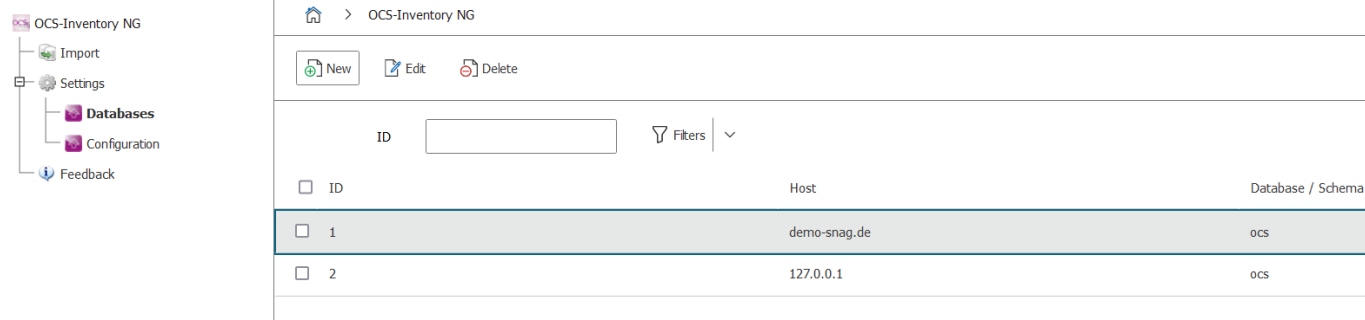 OCS-Inventory NG
Import
Settings
Databases
Configuration
Feedback
OCS-Inventory NG
New Edit Delete
ID Filters
ID Host Database / Schema
1 demo-snag.de ocs
2 127.0.0.1 ocs